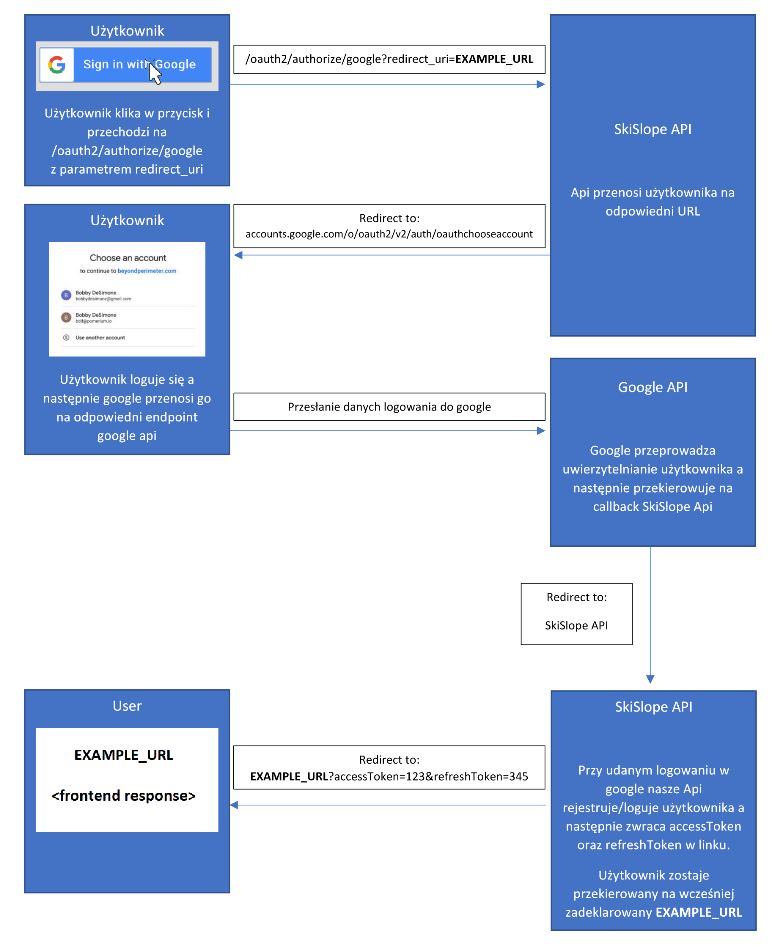 Użytkownik
Sign in with Google
Użytkownik klika w przycisk i
przechodzi na
/oauth2/authorize/google
z parametrem redirect_uri
/oauth2/authorize/google?redirect_uri=EXAMPLE_URL
SkiSlope API
Api przenosi użytkownika na
odpowiedni URL
Redirect to:
accounts.google.com/o/oauth2/v2/auth/oauthchooseaccount
Użytkownik
Choose an account
to continue to beyondperimeter.com
B
Bobby DeSimone
bobbydesimone@gmail.com
B
Bobby DeSimone
bdd@pomerium.io
Use another account
Użytkownik loguje się a
następnie google przenosi go
na odpowiedni endpoint
google api
Przesłanie danych logowania do google
Google API
Google przeprowadza
uwierzytelnianie użytkownika a
następnie przekierowuje na
callback SkiSlope Api
Redirect to:
SkiSlope API
User
EXAMPLE_URL
<frontend response>
Redirect to:
EXAMPLE_URL?accessToken=123&refreshToken=345
SkiSlope API
Przy udanym logowaniu w
google nasze Api
rejestruje/loguje użytkownika a
następnie zwraca accessToken
oraz refreshToken w linku.
Użytkownik zostaje
przekierowany na wcześniej
zadeklarowany EXAMPLE_URL